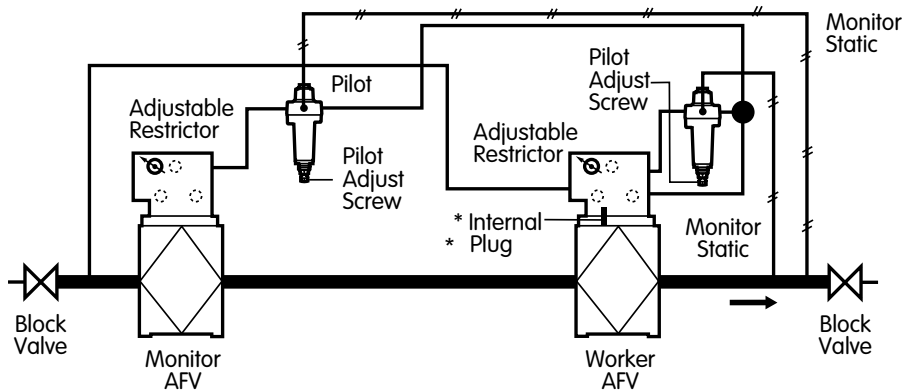 Monitor
Static
Pilot
Adjust
Screw
Pilot
Adjustable
Restrictor
Pilot
Adjust
Screw
Adjustable
Restrictor
* Internal
* Plug
Monitor
Static
Block
Valve
Monitor
AFV
Worker
AFV
Block
Valve